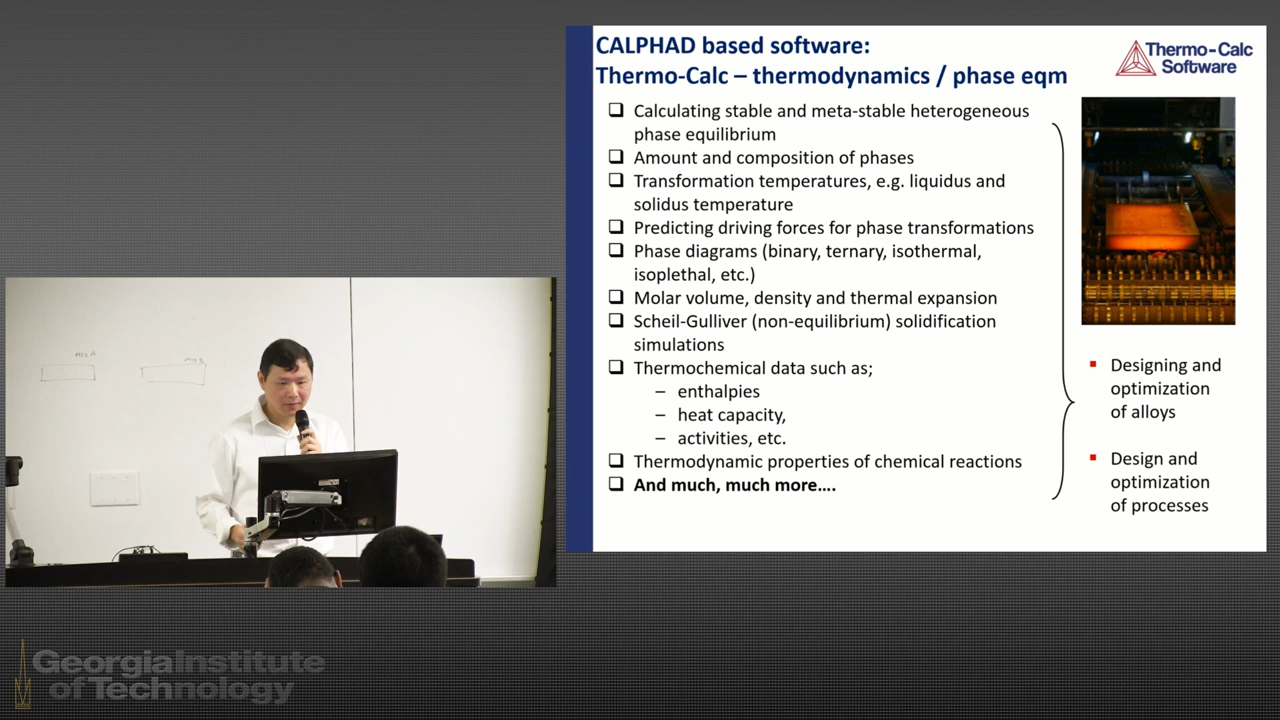 CALPHAD based software:
Thermo-Calc – thermodynamics / phase eqm
Thermo-Calc
Software
❑ Calculating stable and meta-stable heterogeneous
phase equilibrium
❑ Amount and composition of phases
❑ Transformation temperatures, e.g. liquidus and
solidus temperature
❑ Predicting driving forces for phase transformations
❑ Phase diagrams (binary, ternary, isothermal,
isoplethal, etc.)
❑ Molar volume, density and thermal expansion
❑ Scheil-Gulliver (non-equilibrium) solidification
simulations
❑ Thermochemical data such as;
– enthalpies
– heat capacity,
– activities, etc.
❑ Thermodynamic properties of chemical reactions
❑ And much, much more....
▪ Designing and
optimization
of alloys
▪ Design and
optimization
of processes
Georgia Institute
of Technology